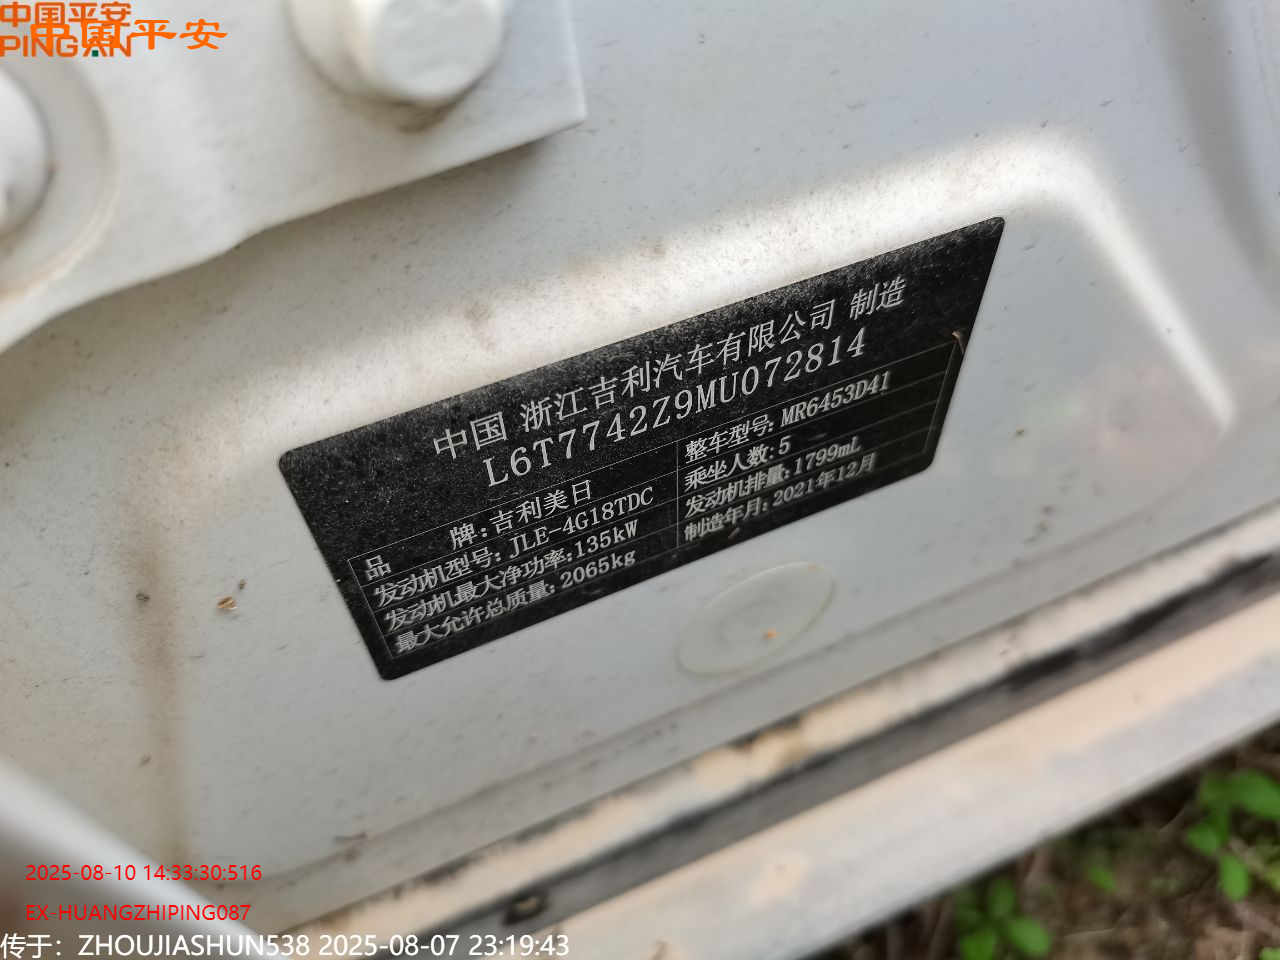 中国平安
PING AN
中国平安
中国 浙江吉利汽车有限公司 制造
L6T7742Z9MU072814
品 牌:吉利美日
整车型号:MR6453D41
发动机型号:JLE-4G18TDC
乘坐人数:5
发动机最大净功率:135kW
发动机排量:1799mL
最大允许总质量:2065kg
制造年月:2021年12月
2025-08-10 14:33:30:516
EX-HUANGZHIPING087
传于：ZHOUJIASHUN538 2025-08-07 23:19:43